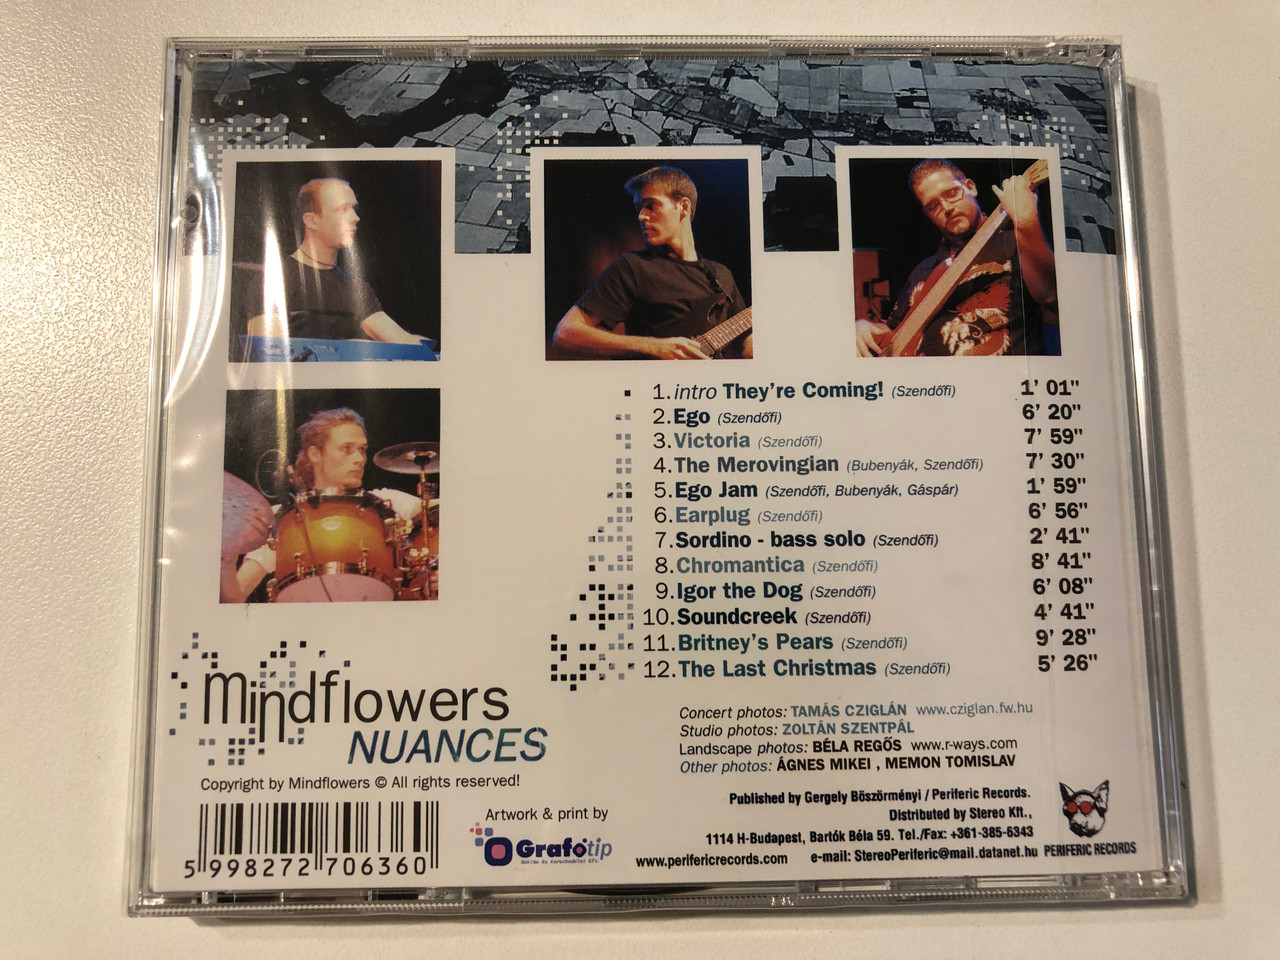 1. intro They're Coming! (Szendőfi) 1' 01"
2. Ego (Szendőfi) 6' 20"
3. Victoria (Szendőfi) 7' 59"
4. The Merovingian (Bubenyák, Szendőfi) 7' 30"
5. Ego Jam (Szendőfi, Bubenyák, Gáspár) 1' 59"
6. Earplug (Szendőfi) 6' 56"
7. Sordino - bass solo (Szendőfi) 2' 41"
8. Chromantica (Szendőfi) 8' 41"
9. Igor the Dog (Szendőfi) 6' 08"
10. Soundcreek (Szendőfi) 4' 41"
11. Britney's Pears (Szendőfi) 9' 28"
12. The Last Christmas (Szendőfi) 5' 26"
Mindflowers
NUANCES
Copyright by Mindflowers © All rights reserved!
Concert photos: TAMÁS CZIGLÁN www.cziglan.fw.hu
Studio photos: ZOLTÁN SZENTPÁL
Landscape photos: BÉLA REGŐS www.r-ways.com
Other photos: ÁGNES MIKEI , MEMON TOMISLAV
5 998272 706360
Artwork & print by
Grafotip
Published by Gergely Böszörményi / Periferic Records.
Distributed by Stereo Kft.,
1114 H-Budapest, Bartók Béla 59. Tel./Fax: +361-385-6343
www.perifericrecords.com e-mail: StereoPeriferic@mail.datanet.hu
PERIFERIC RECORDS